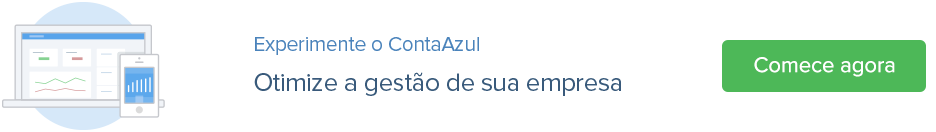 Experimente o ContaAzul
Otimize a gestão de sua empresa
Comece agora